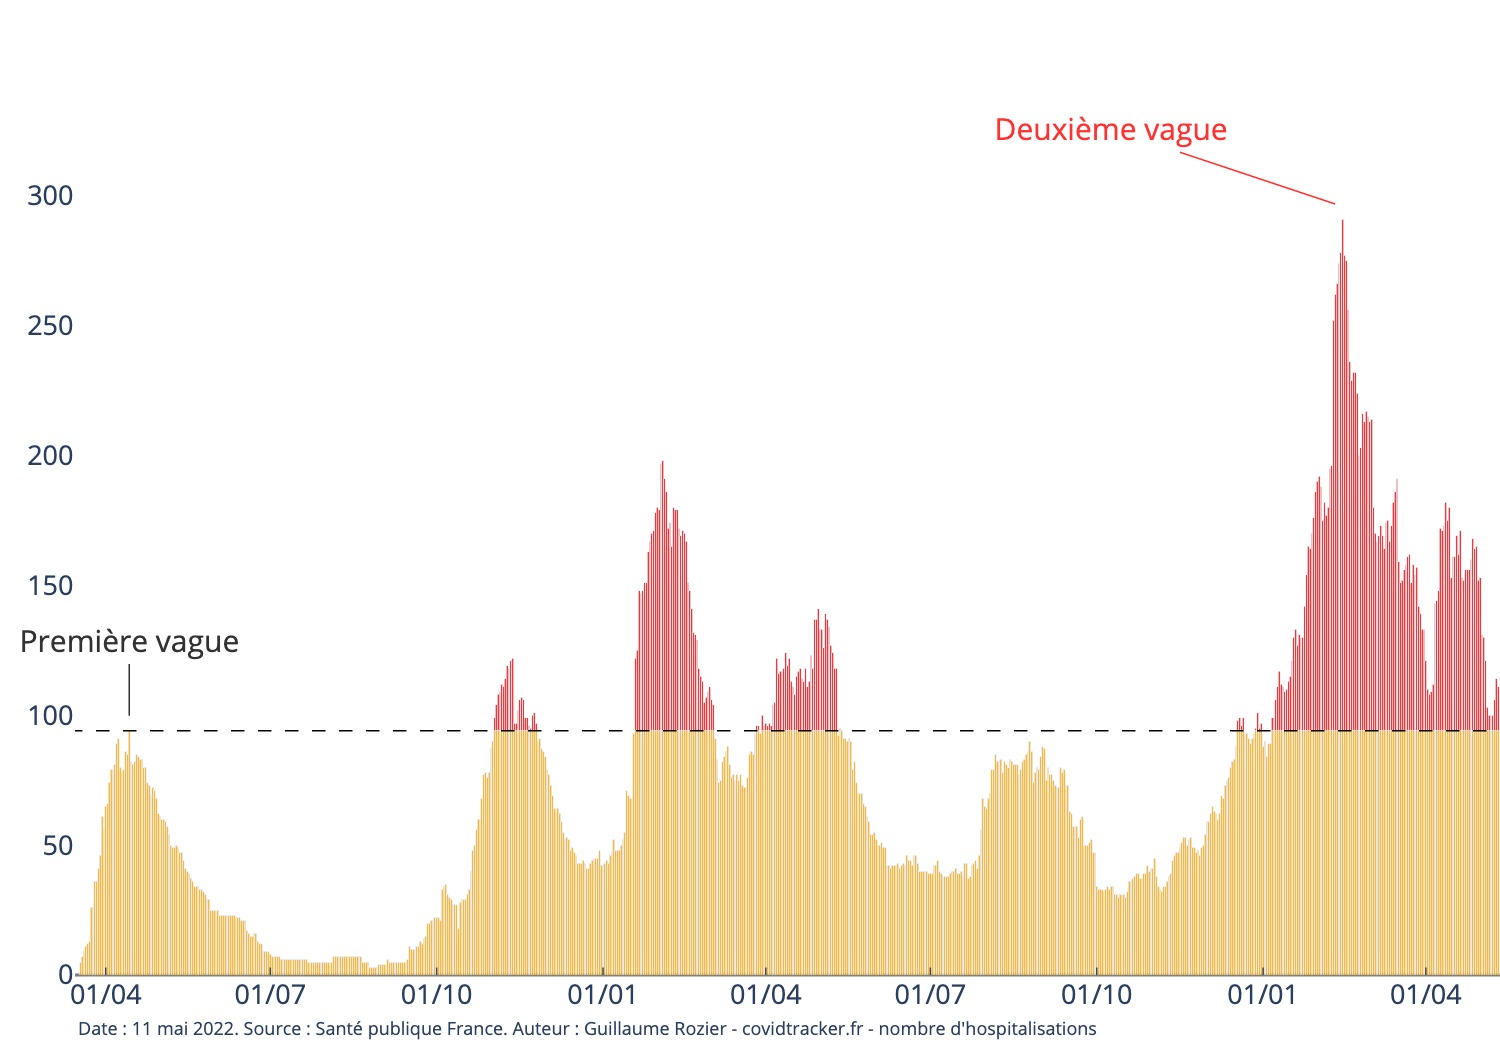 Deuxième vague
300
250
200
150
Première vague
100
50
0
01/04 01/07 01/10 01/01 01/04 01/07 01/10 01/01 01/04
Date : 11 mai 2022. Source : Santé publique France. Auteur : Guillaume Rozier - covidtracker.fr - nombre d'hospitalisations